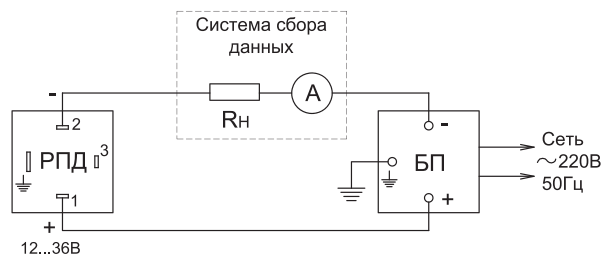 Система сбора
данных
-
2
Rн
A
-
РПД
3
БП
Сеть
~220В
50Гц
1
+
+
12...36В